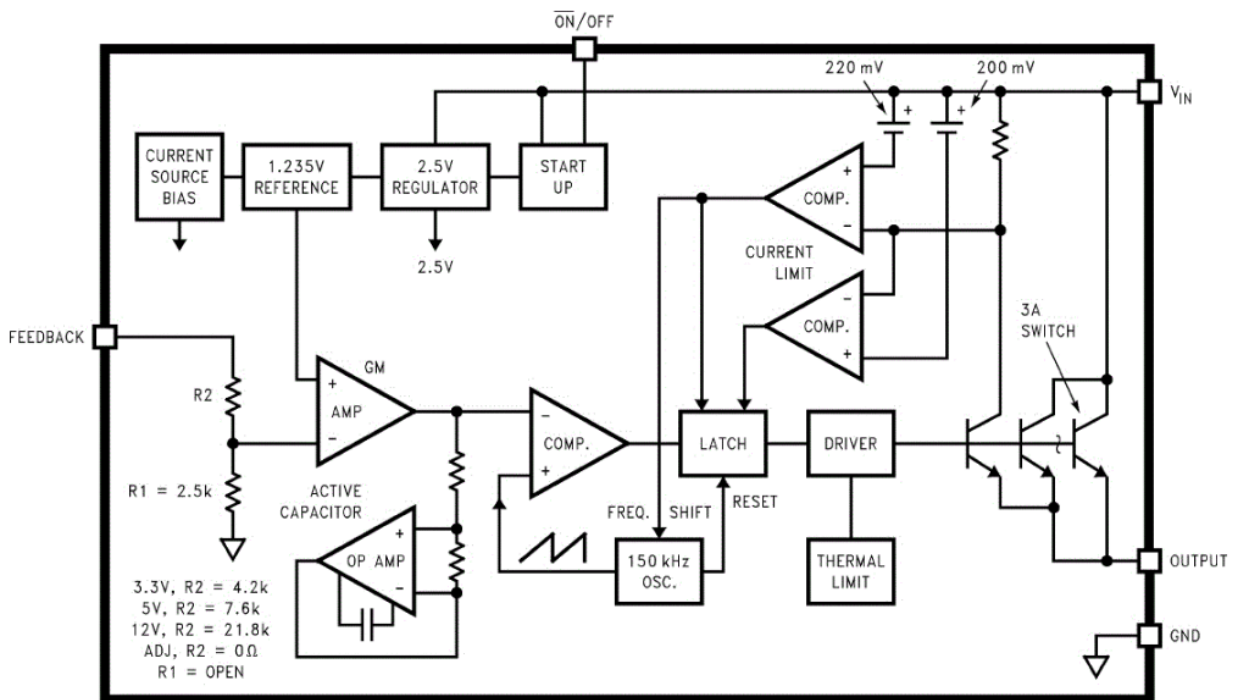 ON/OFF
220 mV
200 mV
+
+
VIN
CURRENT
SOURCE
BIAS
1.235V
REFERENCE
2.5V
REGULATOR
START
UP
2.5V
+
COMP.
-
CURRENT
LIMIT
-
COMP.
+
3A
SWITCH
FEEDBACK
R2
GM
+
AMP
-
-
COMP.
+
LATCH
DRIVER
R1 = 2.5k
ACTIVE
CAPACITOR
+
OP AMP
-
FREQ. SHIFT
RESET
150 kHz
OSC.
THERMAL
LIMIT
OUTPUT
3.3V, R2 = 4.2k
5V, R2 = 7.6k
12V, R2 = 21.8k
ADJ, R2 = 0Ω
R1 = OPEN
GND